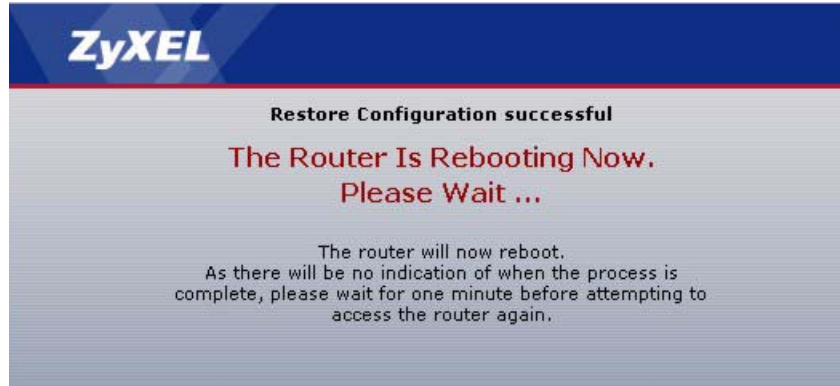 ZyXEL
Restore Configuration successful
The Router Is Rebooting Now.
Please Wait ...
The router will now reboot.
As there will be no indication of when the process is
complete, please wait for one minute before attempting to
access the router again.